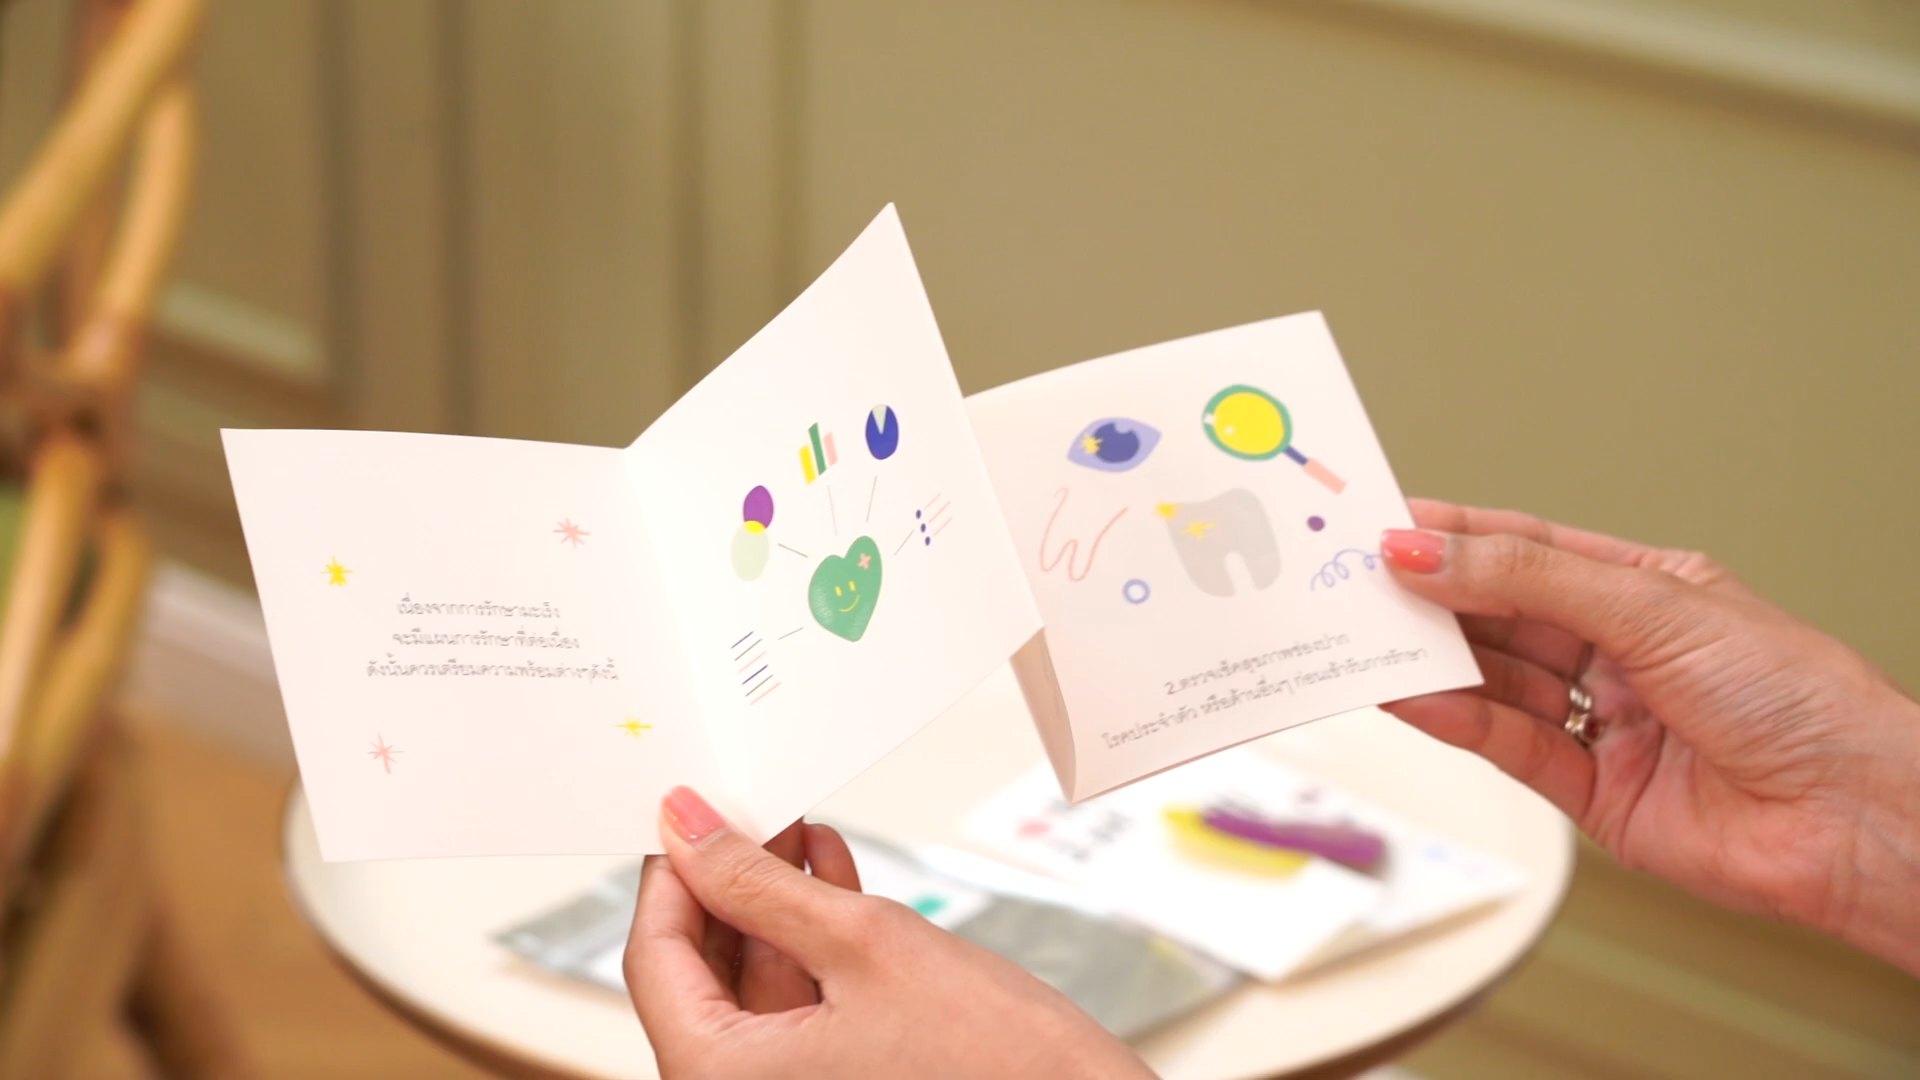 เนื่องจากการรักษามะเร็ง
จะมีแผนการรักษาที่ต่อเนื่อง
ดังนั้นควรเตรียมความพร้อมต่างๆดังนี้
2.ตรวจเช็คสุขภาพช่องปาก
โรคประจำตัว หรือด้านอื่นๆ ก่อนเข้ารับการรักษา